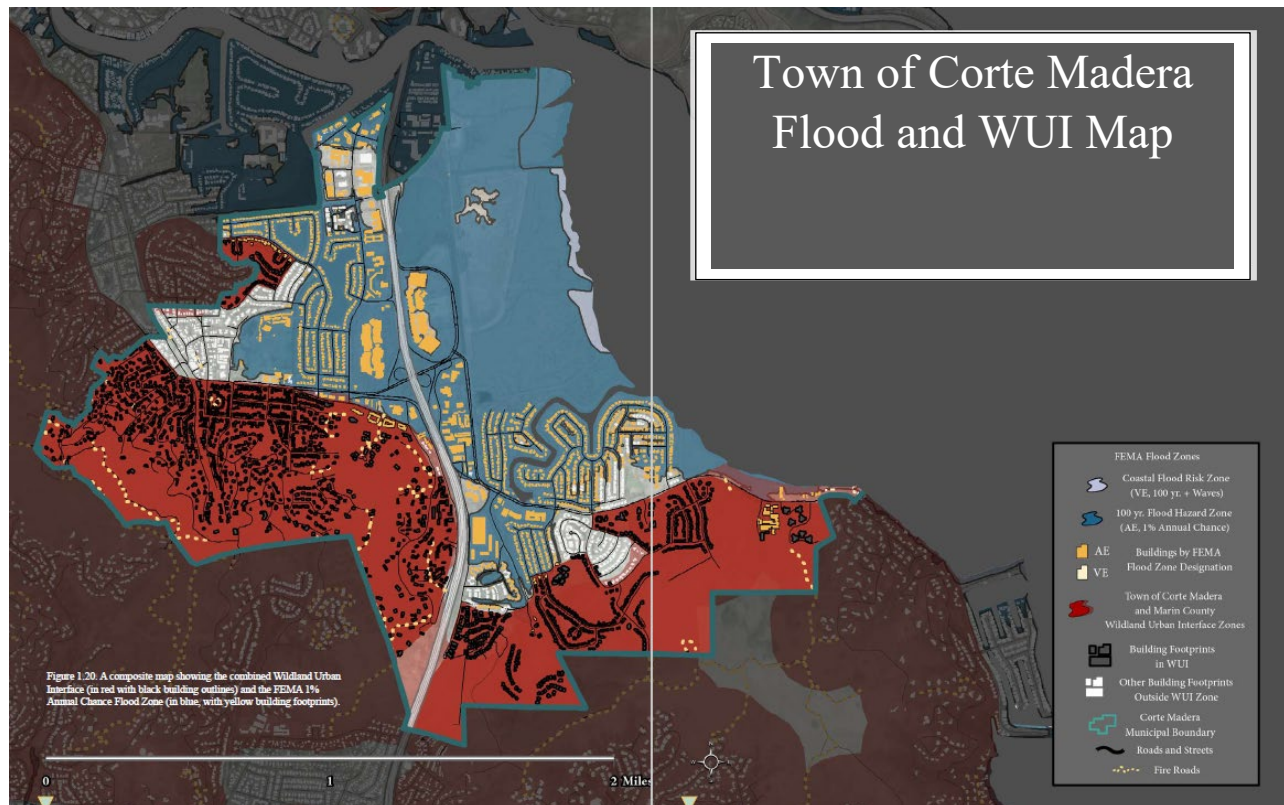 Town of Corte Madera
Flood and WUI Map
FEMA Flood Zones
Coastal Flood Risk Zone
(VE, 100 yr. + Waves)
100 yr. Flood Hazard Zone
(AE, 1% Annual Chance)
AE
VE
Buildings by FEMA
Flood Zone Designation
Town of Corte Madera
and Marin County
Wildland Urban Interface Zones
Building Footprints
in WUI
Other Building Footprints
Outside WUI Zone
Corte Madera
Municipal Boundary
Roads and Streets
Fire Roads
Figure 1.20. A composite map showing the combined Wildland Urban
Interface (in red with black building outlines) and the FEMA 1%
Annual Chance Flood Zone (in blue, with yellow building footprints).
0 1 2 Miles